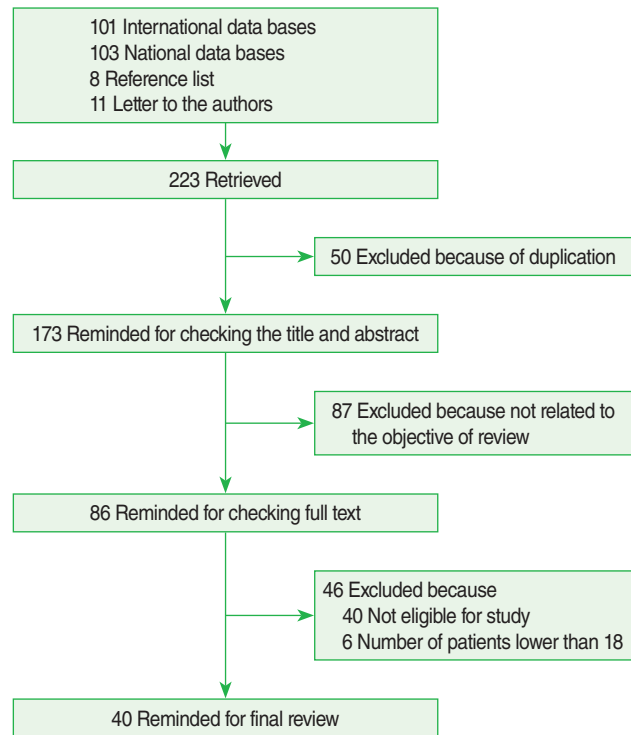 101 International data bases
103 National data bases
8 Reference list
11 Letter to the authors
223 Retrieved
50 Excluded because of duplication
173 Reminded for checking the title and abstract
87 Excluded because not related to
the objective of review
86 Reminded for checking full text
46 Excluded because
40 Not eligible for study
6 Number of patients lower than 18
40 Reminded for final review